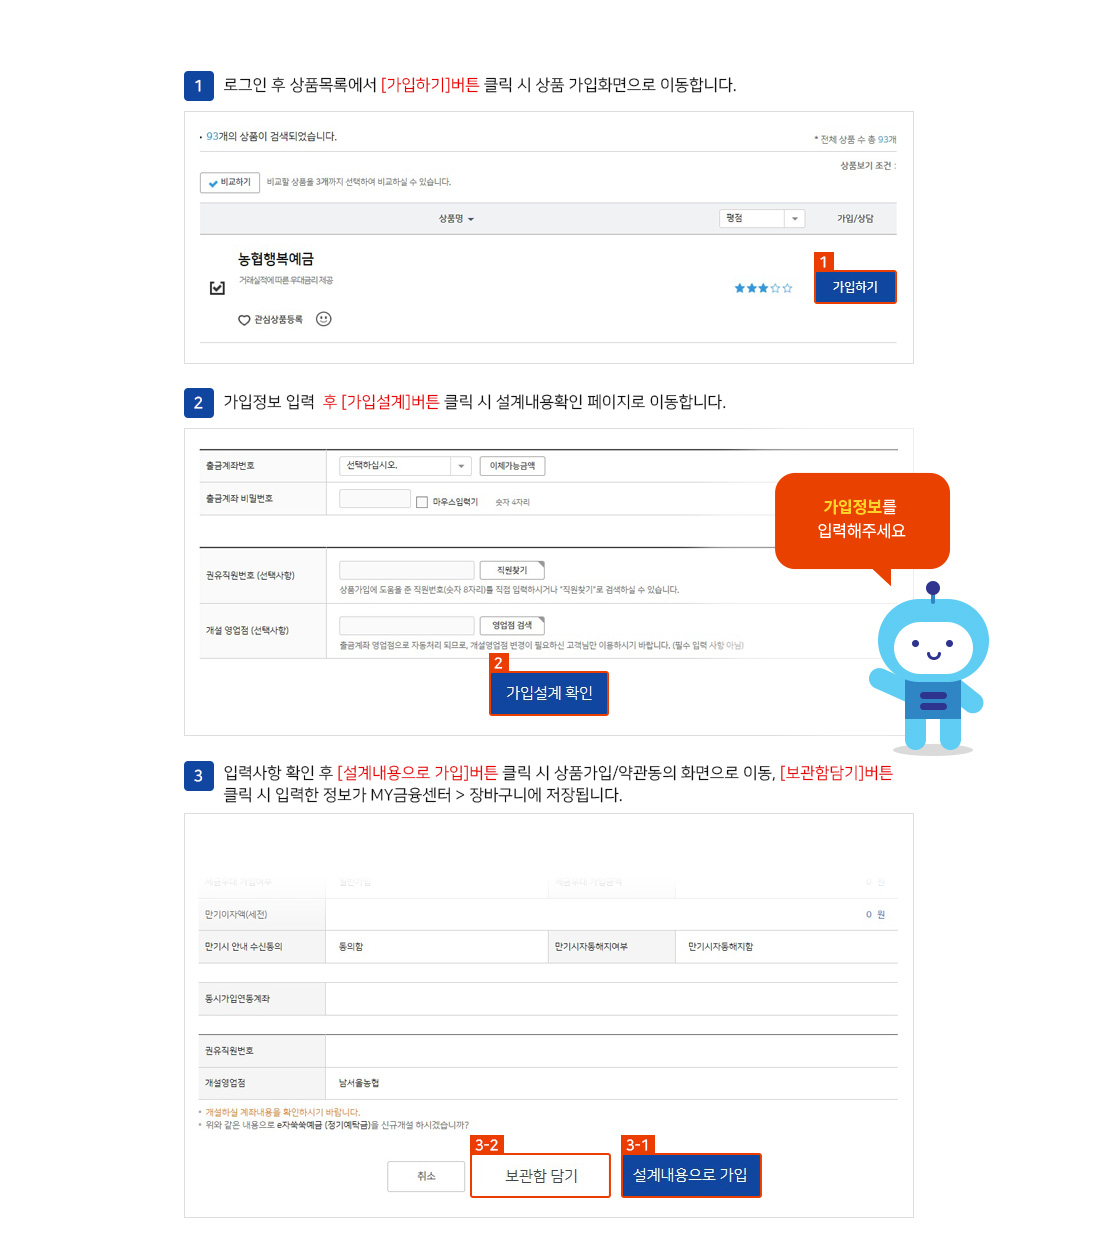 1 로그인 후 상품목록에서 [가입하기]버튼 클릭 시 상품 가입화면으로 이동합니다.
• 93개의 상품이 검색되었습니다.
* 전체 상품 수 총 93개
상품보기 조건 :
비교하기 비교할 상품을 3개까지 선택하여 비교하실 수 있습니다.
상품명 평점 가입/상담
농협행복예금
거래실적에 따른 우대금리 제공
1
가입하기
관심상품등록
2 가입정보 입력 후 [가입설계]버튼 클릭 시 설계내용확인 페이지로 이동합니다.
출금계좌번호 선택하십시오. 이체가능금액
출금계좌 비밀번호 마우스입력기 숫자 4자리
가입정보를
입력해주세요
권유직원번호 (선택사항) 직원찾기
상품가입에 도움을 준 직원번호(숫자 8자리)를 직접 입력하시거나 "직원찾기"로 검색하실 수 있습니다.
개설 영업점 (선택사항) 영업점 검색
출금계좌 영업점으로 자동처리 되므로, 개설영업점 변경이 필요하신 고객님만 이용하시기 바랍니다. (필수 입력 사항 아님)
2
가입설계 확인
3 입력사항 확인 후 [설계내용으로 가입]버튼 클릭 시 상품가입/약관동의 화면으로 이동, [보관함담기]버튼
클릭 시 입력한 정보가 MY금융센터 > 장바구니에 저장됩니다.
0 원
만기이자액(세전) 0 원
만기시 안내 수신동의 동의함 만기시자동해지여부 만기시자동해지함
동시가입연동계좌
권유직원번호
개설영업점 남서울농협
• 개설하실 계좌내용을 확인하시기 바랍니다.
• 위와 같은 내용으로 e자쑥쑥예금 (정기예탁금)을 신규개설 하시겠습니까?
3-2 3-1
취소 보관함 담기 설계내용으로 가입